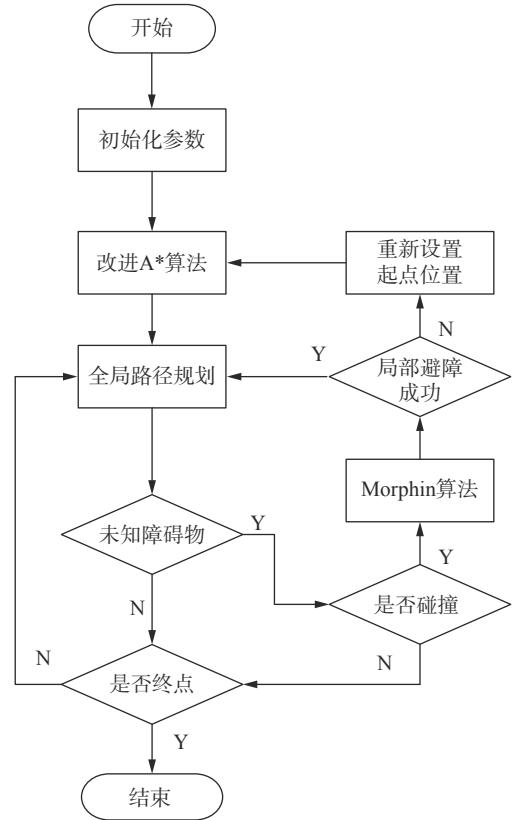 开始
初始化参数
改进A*算法
重新设置
起点位置
N
Y
全局路径规划
局部避障
成功
Morphin算法
未知障碍物
Y
Y
N
是否碰撞
N
N
是否终点
Y
结束